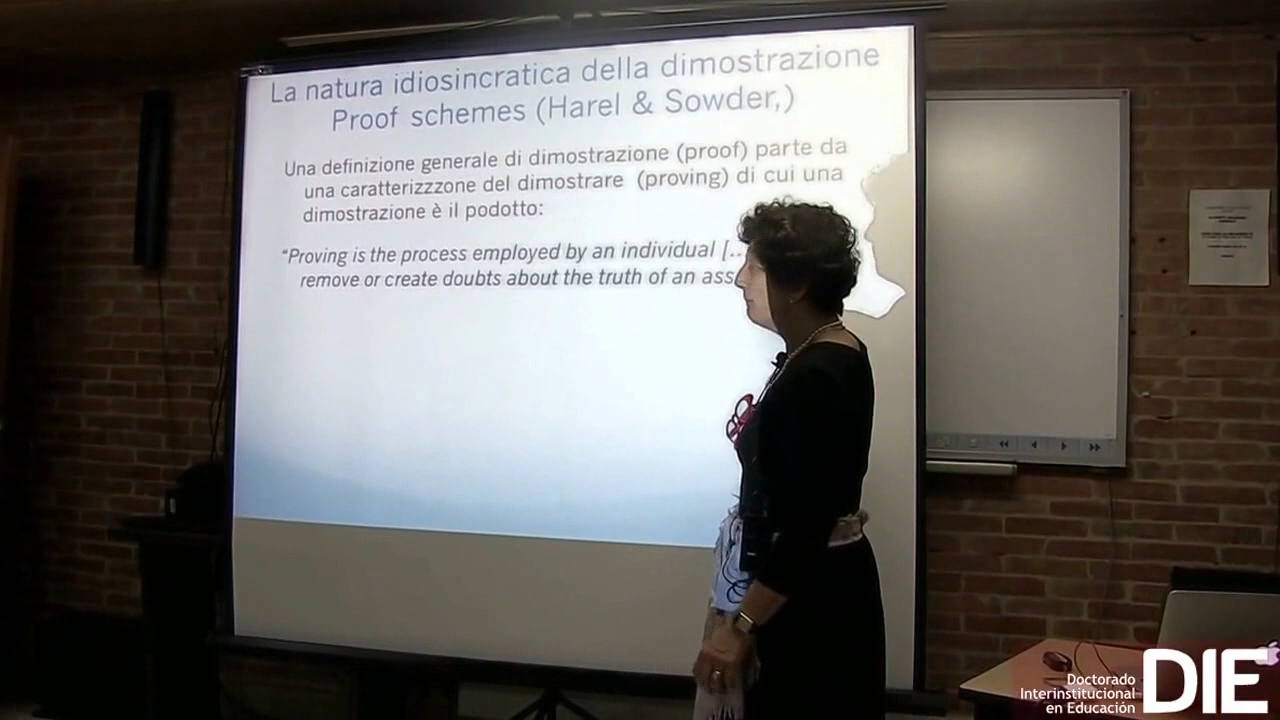 La natura idiosincratica della dimostrazione
Proof schemes (Harel & Sowder,)
Una definizione generale di dimostrazione (proof) parte da
una caratterizzzone del dimostrare (proving) di cui una
dimostrazione è il podotto:
“Proving is the process employed by an individual [..
remove or create doubts about the truth of an ass
Doctorado
Interinstitucional
en Educación
DIE